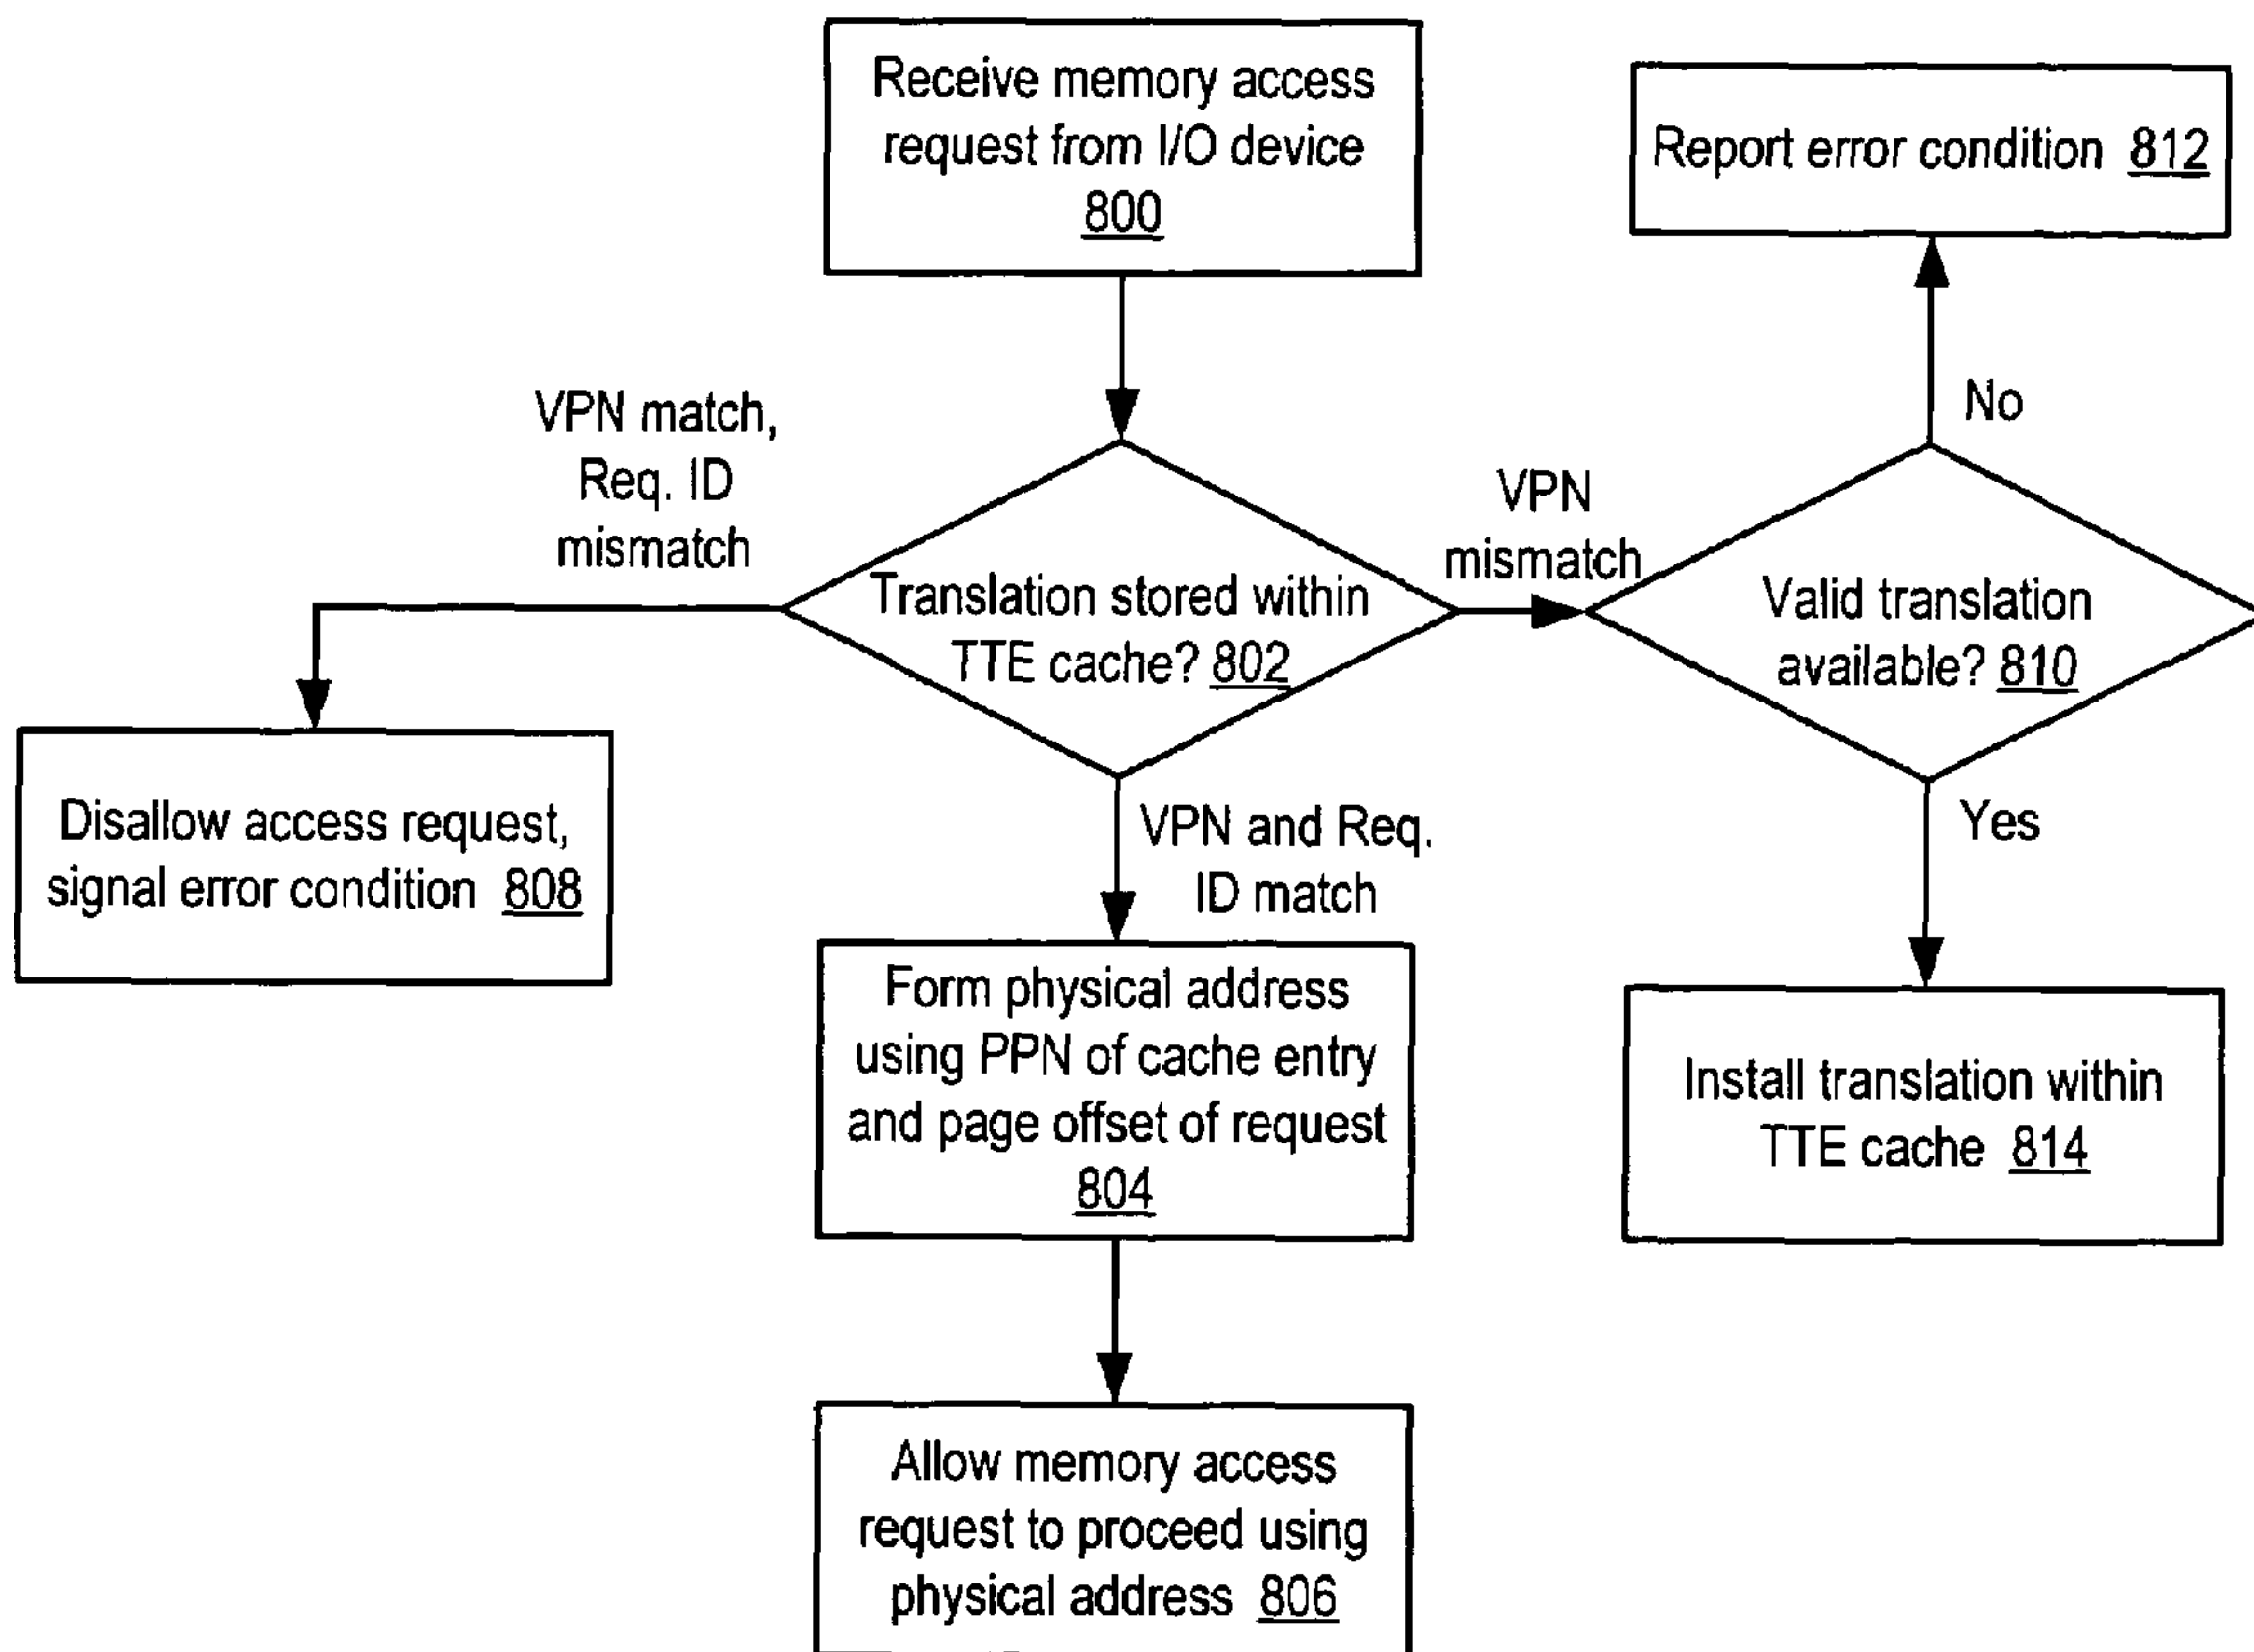 Receive memory access
request from I/O device
800
Report error condition 812
No
VPN match,
Req. ID
mismatch
VPN
mismatch
Translation stored within
TTE cache? 802
Valid translation
available? 810
Disallow access request,
signal error condition 808
VPN and Req.
ID match
Yes
Form physical address
using PPN of cache entry
and page offset of request
804
Install translation within
TTE cache 814
Allow memory access
request to proceed using
physical address 806